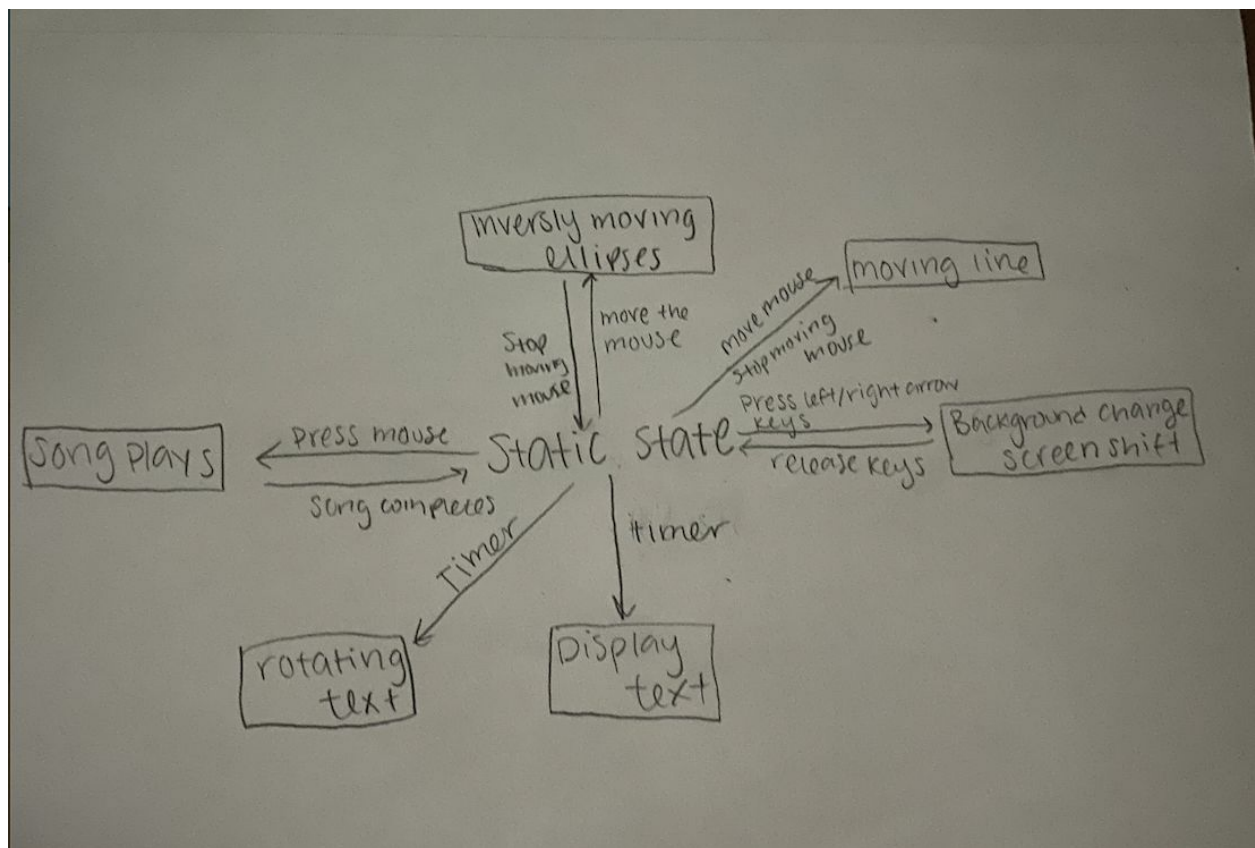 inversly moving
ellipses
moving line
move the
mouse
Stop
moving
mouse
move mouse
stop moving
mouse
Press left/right arrow
keys
Background change
screen shift
release keys
Song plays
press mouse
Static state
song completes
Timer
timer
rotating
text
Display
text